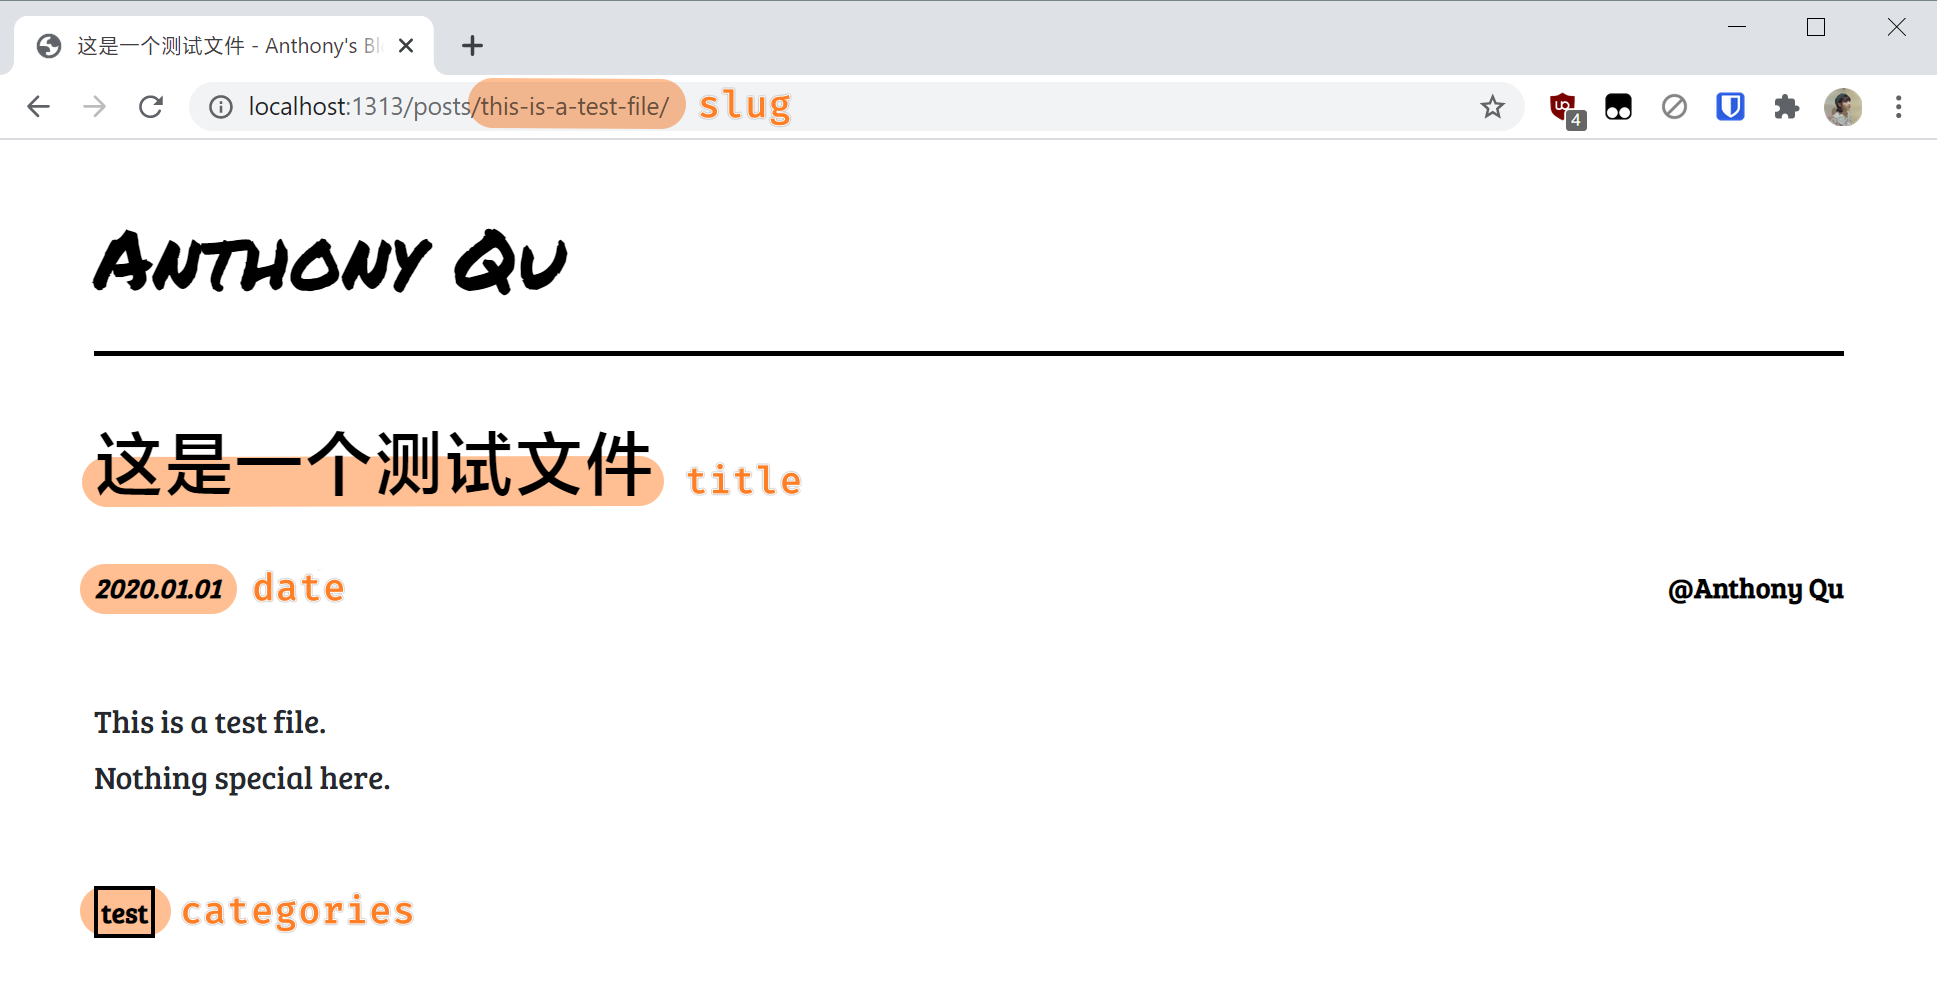 这是一个测试文件 - Anthony's Bl
localhost:1313/posts/this-is-a-test-file/ slug
4
Anthony Qu
这是一个测试文件 title
2020.01.01 date @Anthony Qu
This is a test file.
Nothing special here.
test categories